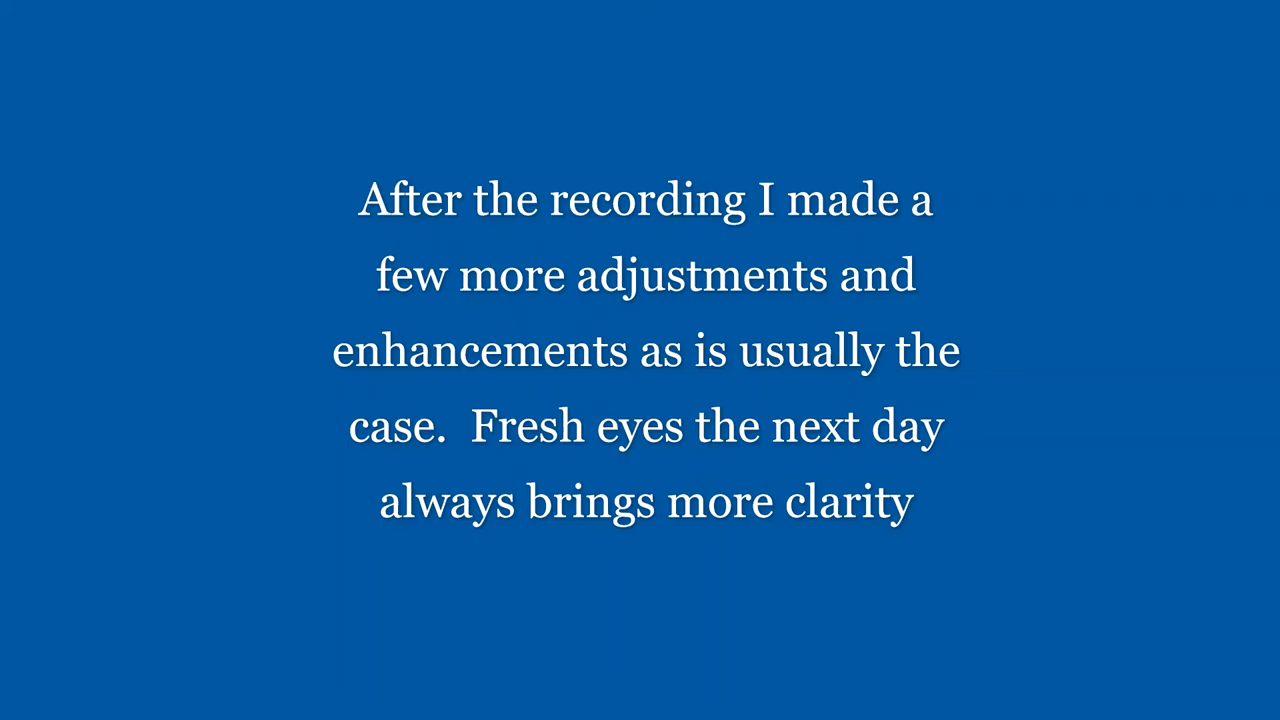 After the recording I made a
few more adjustments and
enhancements as is usually the
case.  Fresh eyes the next day
always brings more clarity